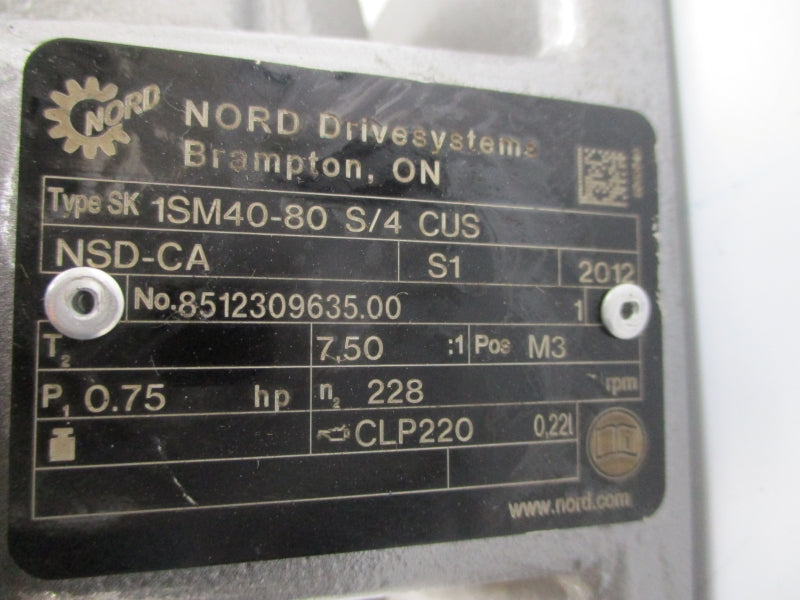 NORD
NORD Drivesystems
Brampton, ON
Type SK 1SM40-80 S/4 CUS
NSD-CA S1 2012
No.8512309635.00 1
T2 7,50 :1 Pos M3
P1 0.75 hp n2 228 rpm
CLP220 0,22l
www.nord.com